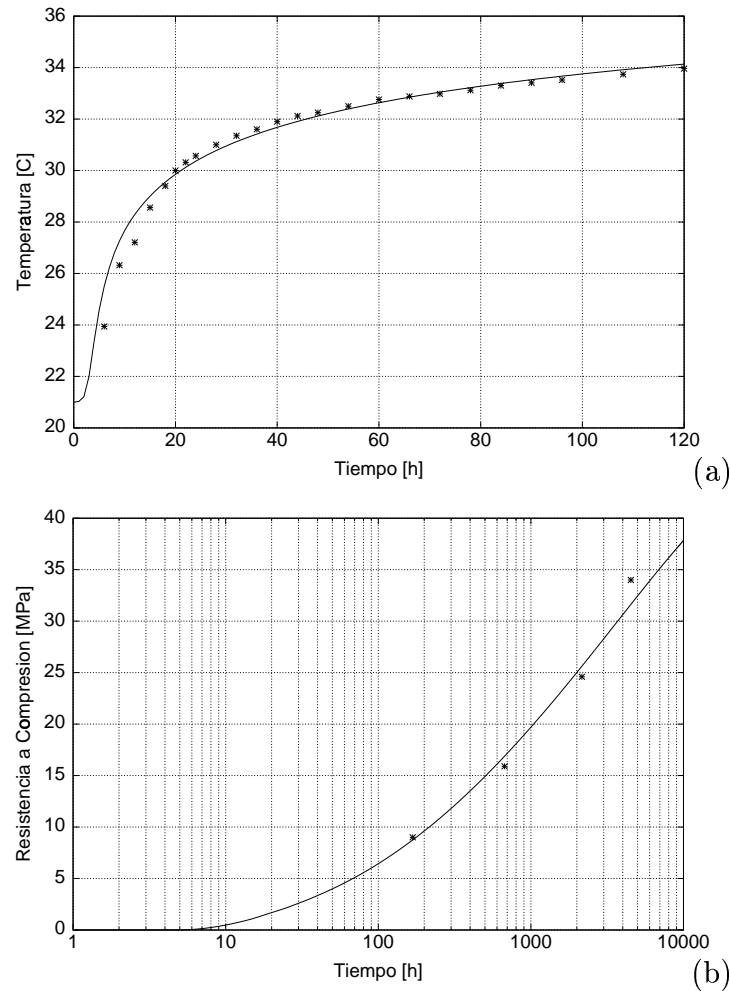 36
34
32
30
28
26
24
22
20
Temperatura [C]
0 20 40 60 80 100 120
Tiempo [h]
(a)
40
35
30
25
20
15
10
5
0
Resistencia a Compresion [MPa]
1 10 100 1000 10000
Tiempo [h]
(b)